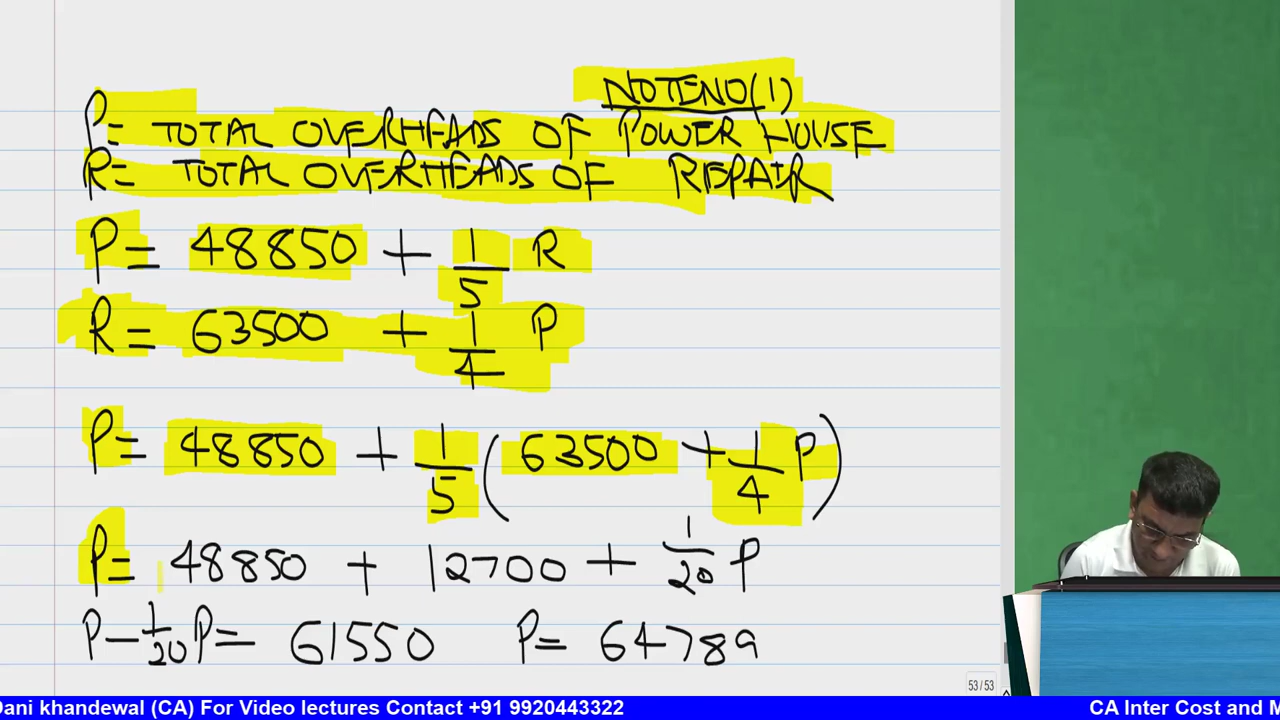 NOTENO(1)
P= TOTAL OVERHEADS OF POWER HOUSE
R= TOTAL OVERHEADS OF REPAIR
P= 48850 + 1/5 R
R= 63500 + 1/4 P
P= 48850 + 1/5 (63500 + 1/4 P)
P= 48850 + 12700 + 1/20 P
P - 1/20 P = 61550 P= 64789
53/53
Dani khandewal (CA) For Video lectures Contact +91 9920443322 CA Inter Cost and M